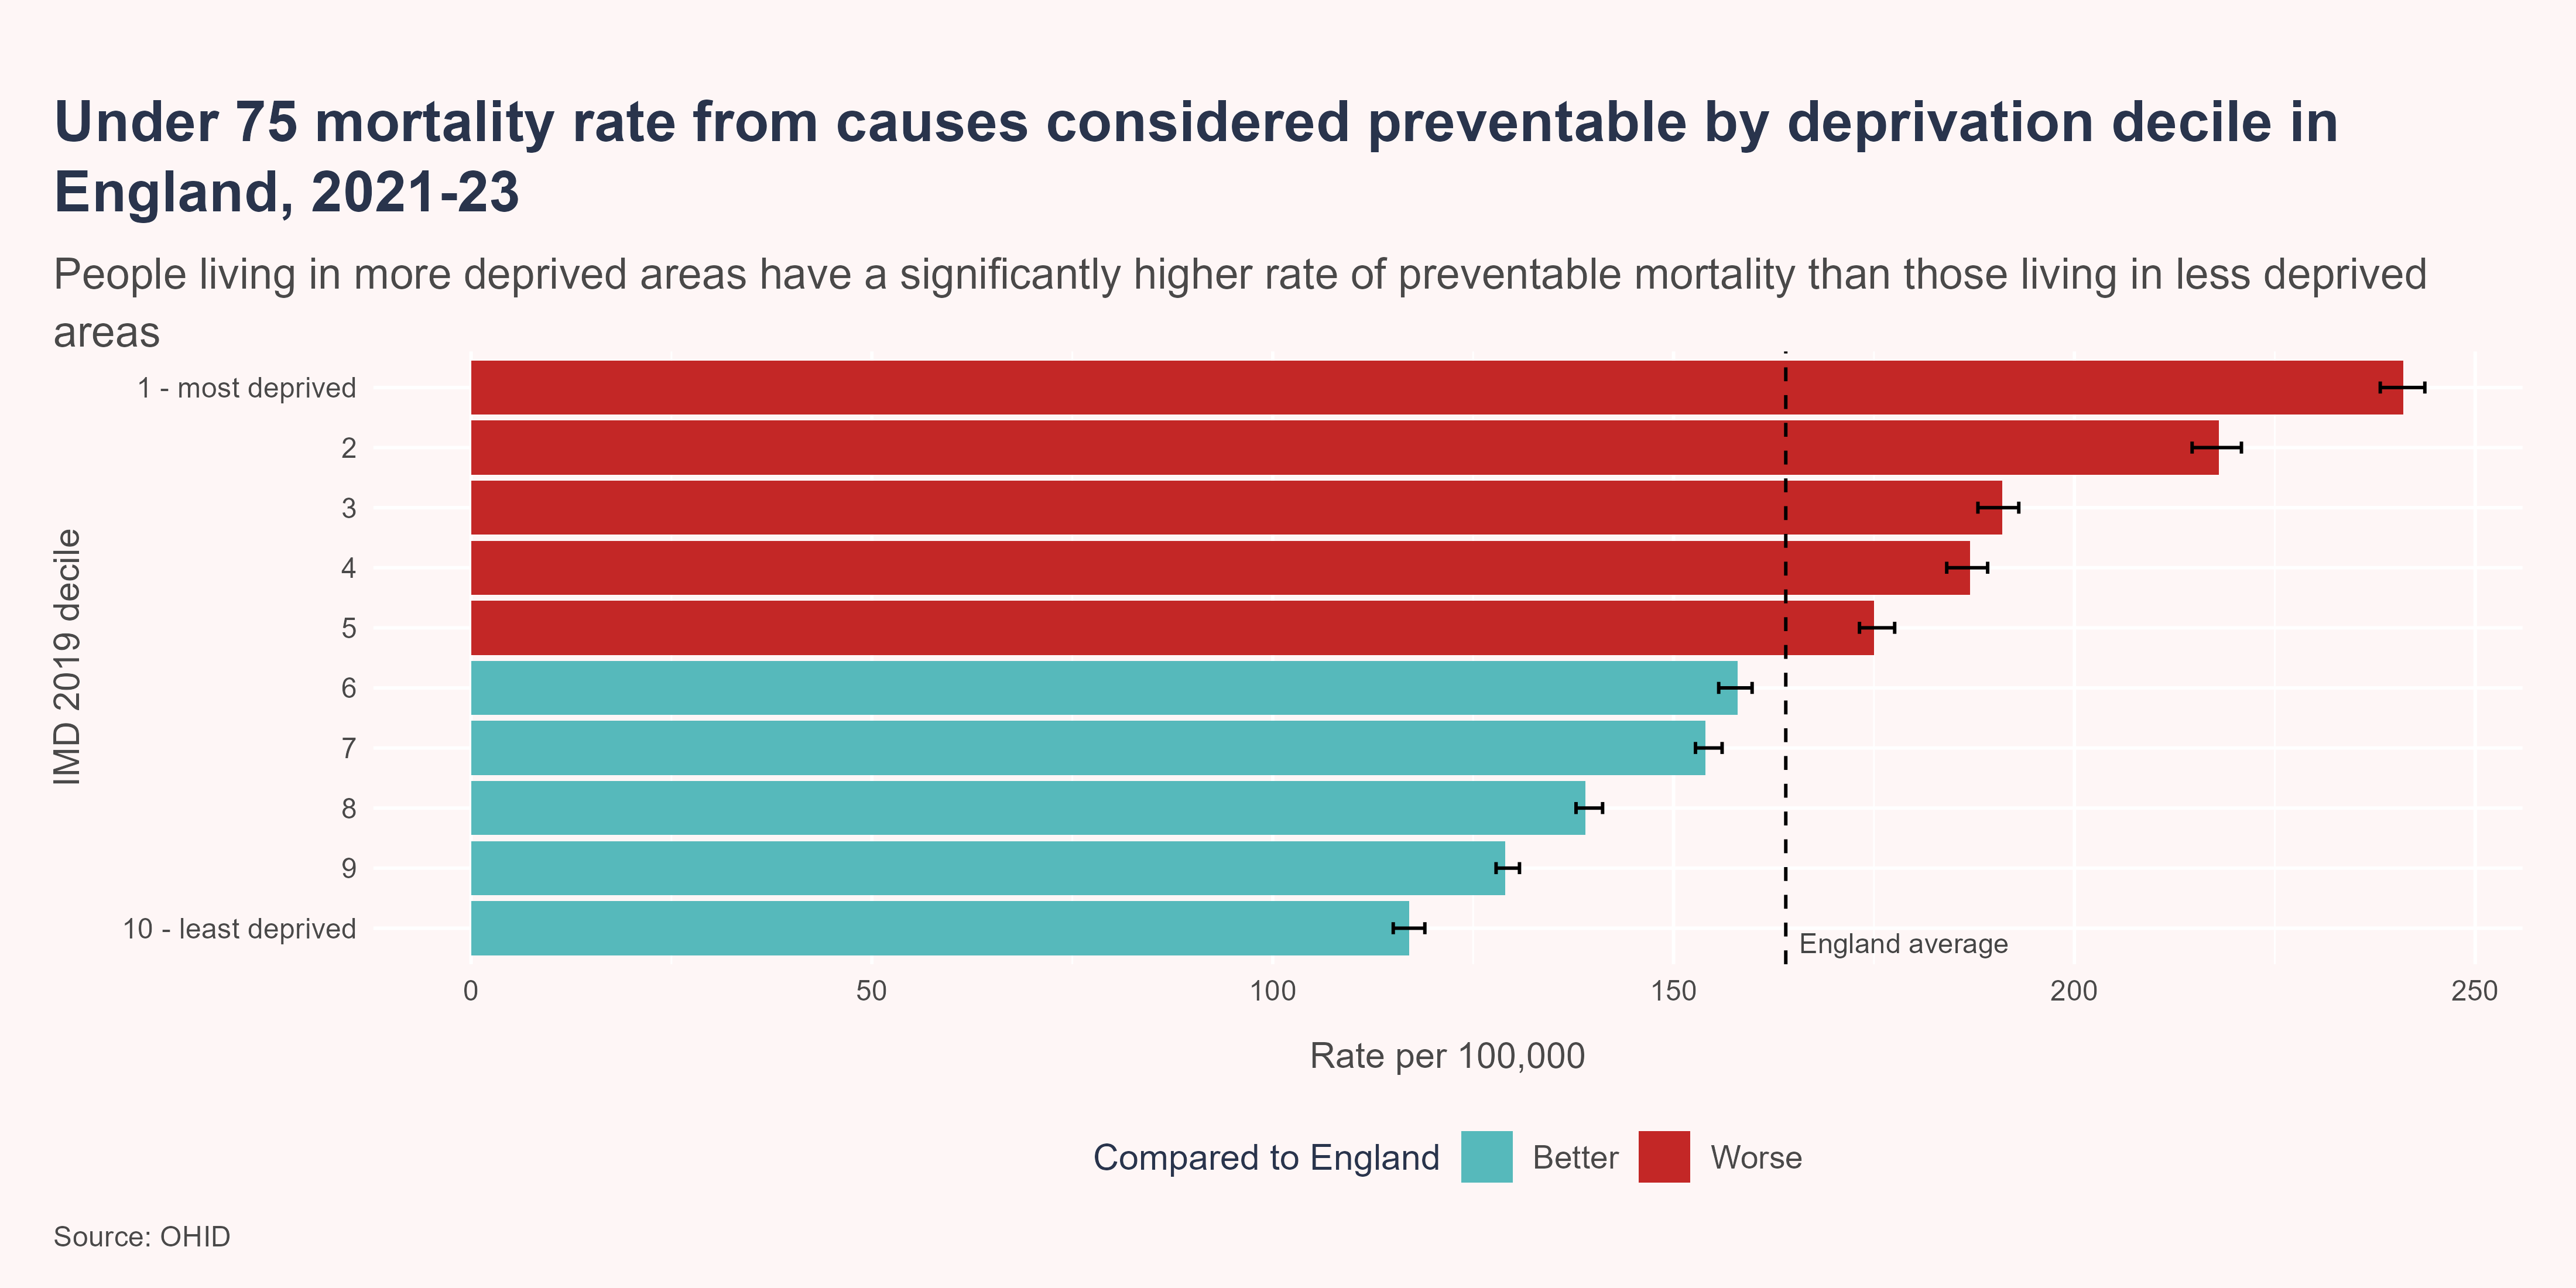 Under 75 mortality rate from causes considered preventable by deprivation decile in
England, 2021-23
People living in more deprived areas have a significantly higher rate of preventable mortality than those living in less deprived
areas
IMD 2019 decile
1 - most deprived
2
3
4
5
6
7
8
9
10 - least deprived
England average
0 50 100 150 200 250
Rate per 100,000
Compared to England Better Worse
Source: OHID